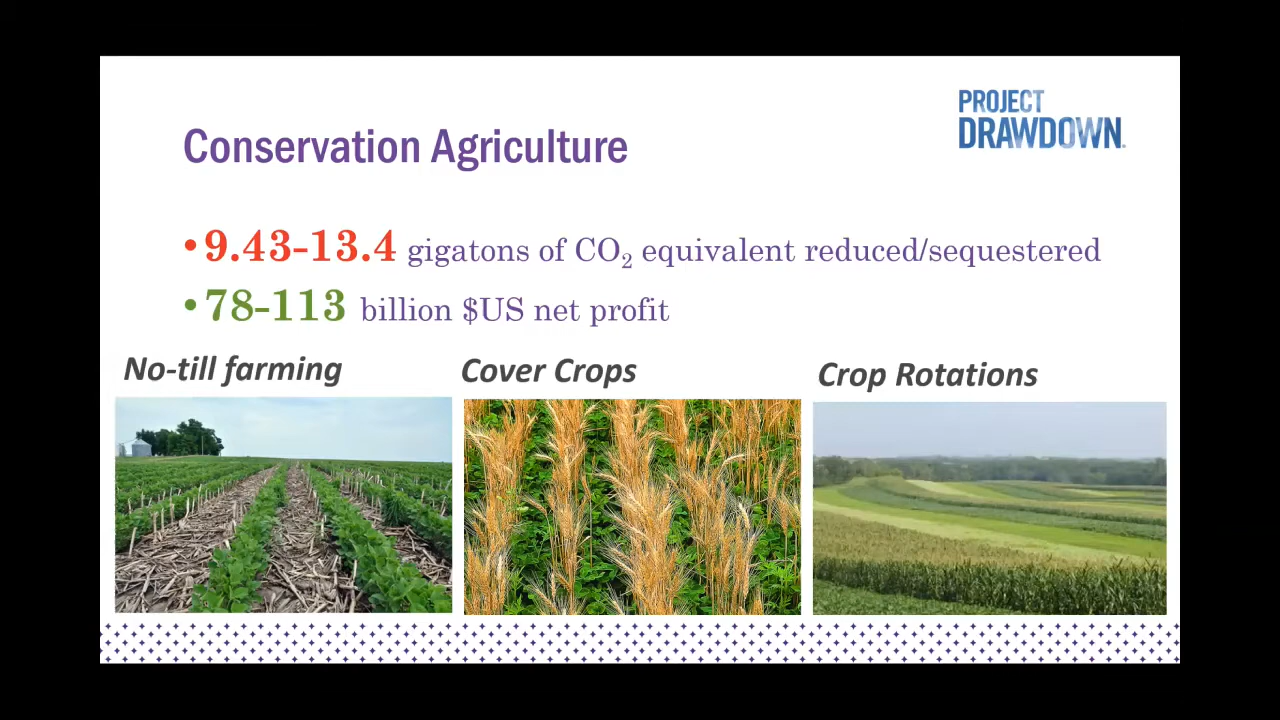 PROJECT
DRAWDOWN.
Conservation Agriculture
•9.43-13.4 gigatons of CO₂ equivalent reduced/sequestered
•78-113 billion $US net profit
No-till farming
Cover Crops
Crop Rotations